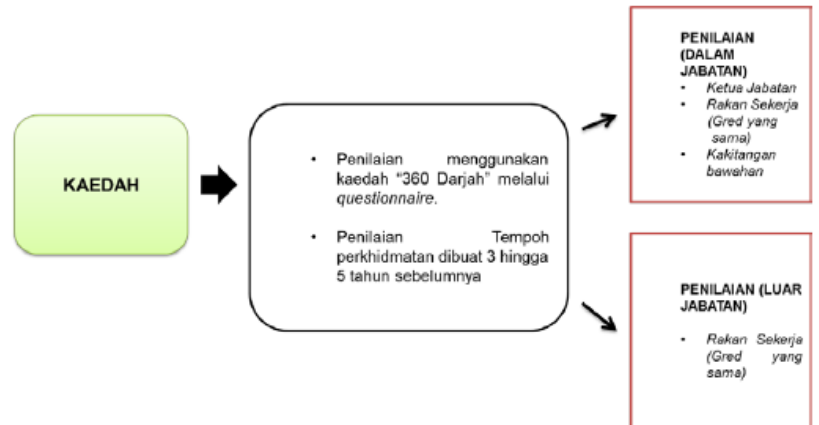 KAEDAH
• Penilaian menggunakan
kaedah "360 Darjah" melalui
questionnaire.
• Penilaian Tempoh
perkhidmatan dibuat 3 hingga
5 tahun sebelumnya
PENILAIAN
(DALAM
JABATAN)
• Ketua Jabatan
• Rakan Sekerja
(Gred yang
sama)
• Kakitangan
bawahan
PENILAIAN (LUAR
JABATAN)
• Rakan Sekerja
(Gred yang
sama)